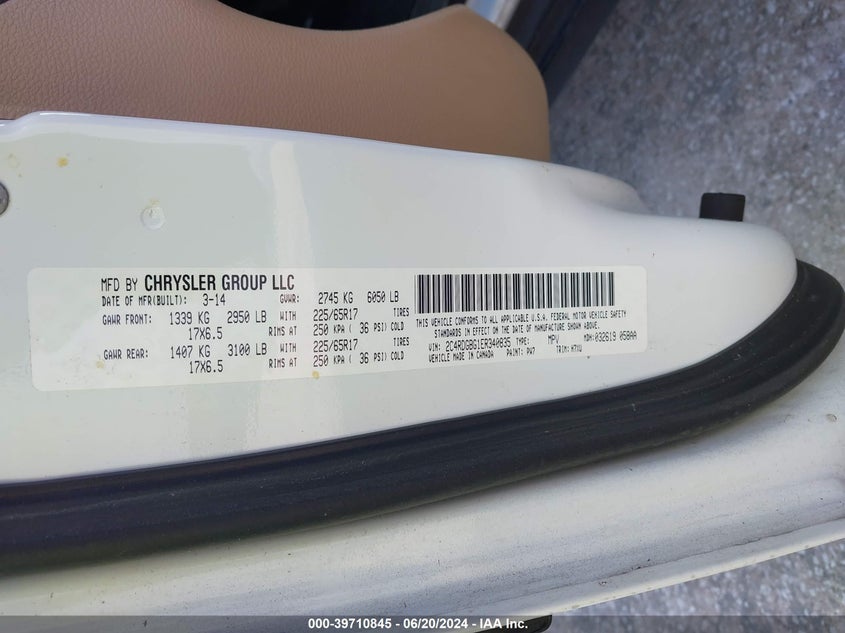 MFD BY CHRYSLER GROUP LLC
DATE OF MFR(BUILT): 3-14 GVWR: 2745 KG 6050 LB
GAWR FRONT: 1339 KG 2950 LB WITH 225/65R17 TIRES
17X6.5 RIMS AT 250 KPA ( 36 PSI) COLD
GAWR REAR: 1407 KG 3100 LB WITH 225/65R17 TIRES
17X6.5 RIMS AT 250 KPA ( 36 PSI) COLD
THIS VEHICLE CONFORMS TO ALL APPLICABLE U.S.A. FEDERAL MOTOR VEHICLE SAFETY
STANDARDS IN EFFECT ON THE DATE OF MANUFACTURE SHOWN ABOVE.
VIN: 2C4RDGBG1ER340835 TYPE: MPV MDH: 032619 058AA
VEHICLE MADE IN CANADA PAINT: PW7 TRIM:
000-39710845 - 06/20/2024 - IAA Inc.